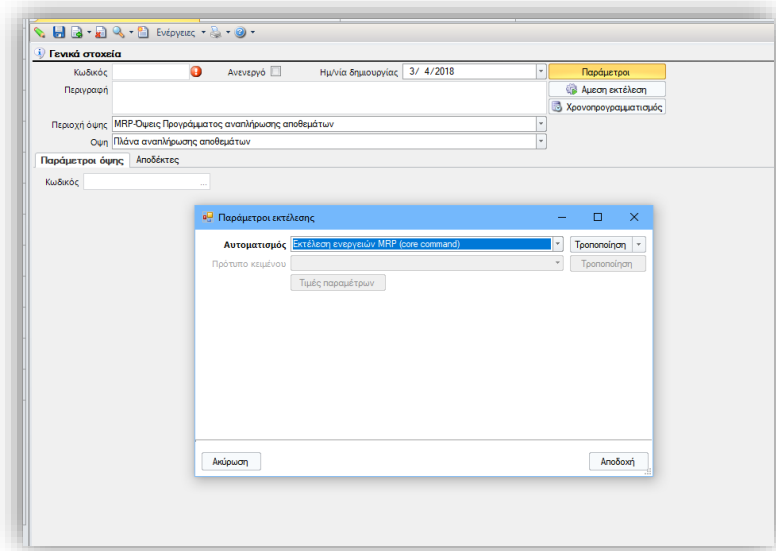 Ενέργειες
Γενικά στοιχεία
Κωδικός Ανενεργό Ημ/νία δημιουργίας 3/ 4/2018 Παράμετροι
Περιγραφή Άμεση εκτέλεση
Χρονοπρογραμματισμός
Περιοχή όψης MRP-Όψεις Προγράμματος αναπλήρωσης αποθεμάτων
Όψη Πλάνα αναπλήρωσης αποθεμάτων
Παράμετροι όψης Αποδέκτες
Κωδικός ...
Παράμετροι εκτέλεσης
Αυτοματισμός Εκτέλεση ενεργειών MRP (core command) Τροποποίηση
Πρότυπο κειμένου Τροποποίηση
Τιμές παραμέτρων
Ακύρωση Αποδοχή